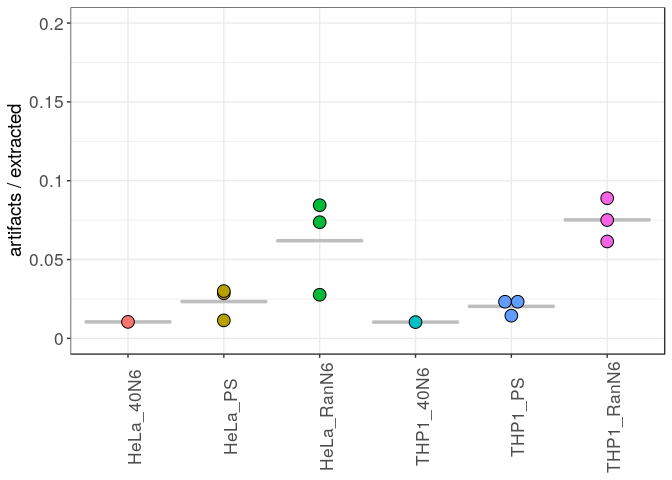 artifacts / extracted
0.2
0.15
0.1
0.05
0
HeLa_40N6
HeLa_PS
HeLa_RanN6
THP1_40N6
THP1_PS
THP1_RanN6